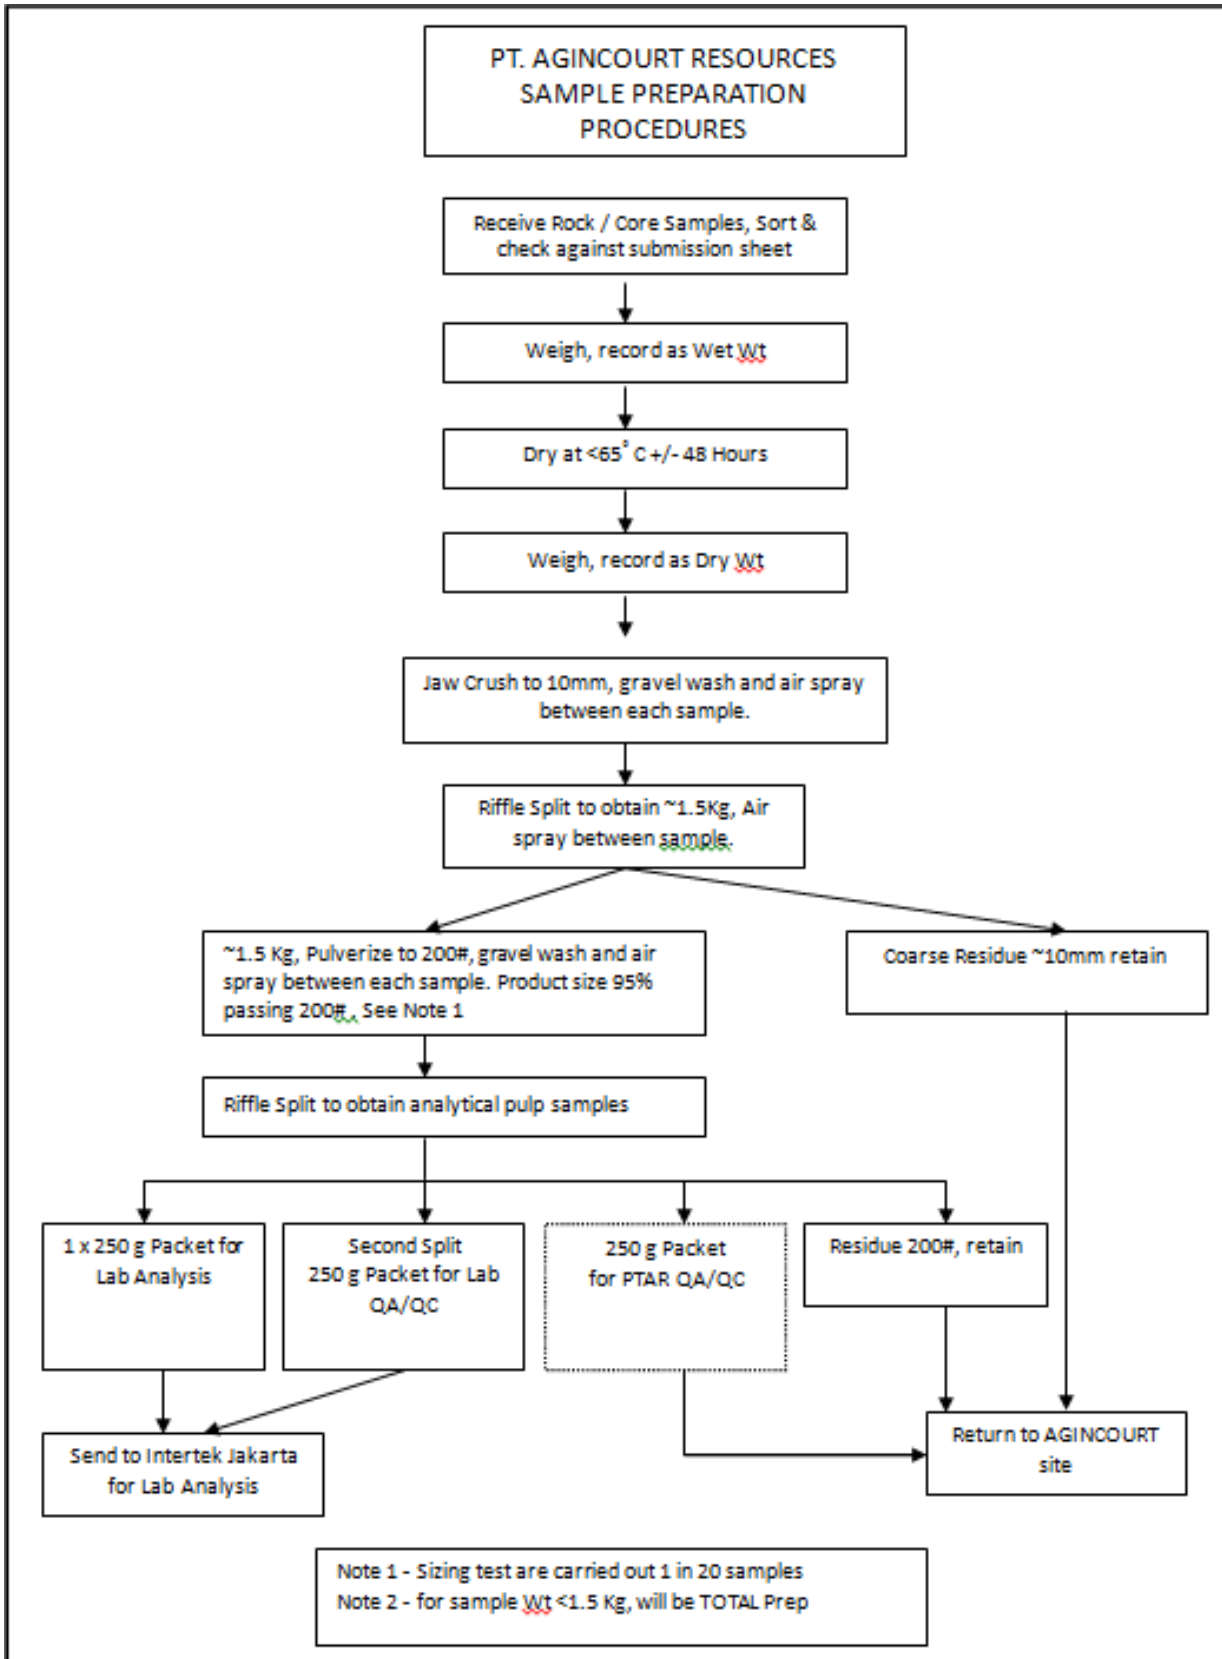 PT. AGINCOURT RESOURCES
SAMPLE PREPARATION
PROCEDURES
Receive Rock / Core Samples, Sort &
check against submission sheet
Weigh, record as Wet Wt
Dry at <65° C +/- 48 Hours
Weigh, record as Dry Wt
Jaw Crush to 10mm, gravel wash and air spray
between each sample.
Riffle Split to obtain ~1.5Kg, Air
spray between sample.
~1.5 Kg, Pulverize to 200#, gravel wash and air
spray between each sample. Product size 95%
passing 200# , See Note 1
Coarse Residue ~10mm retain
Riffle Split to obtain analytical pulp samples
1 x 250 g Packet for
Lab Analysis
Second Split
250 g Packet for Lab
QA/QC
250 g Packet
for PTAR QA/QC
Residue 200#, retain
Send to Intertek Jakarta
for Lab Analysis
Return to AGINCOURT
site
Note 1 - Sizing test are carried out 1 in 20 samples
Note 2 - for sample Wt <1.5 Kg, will be TOTAL Prep